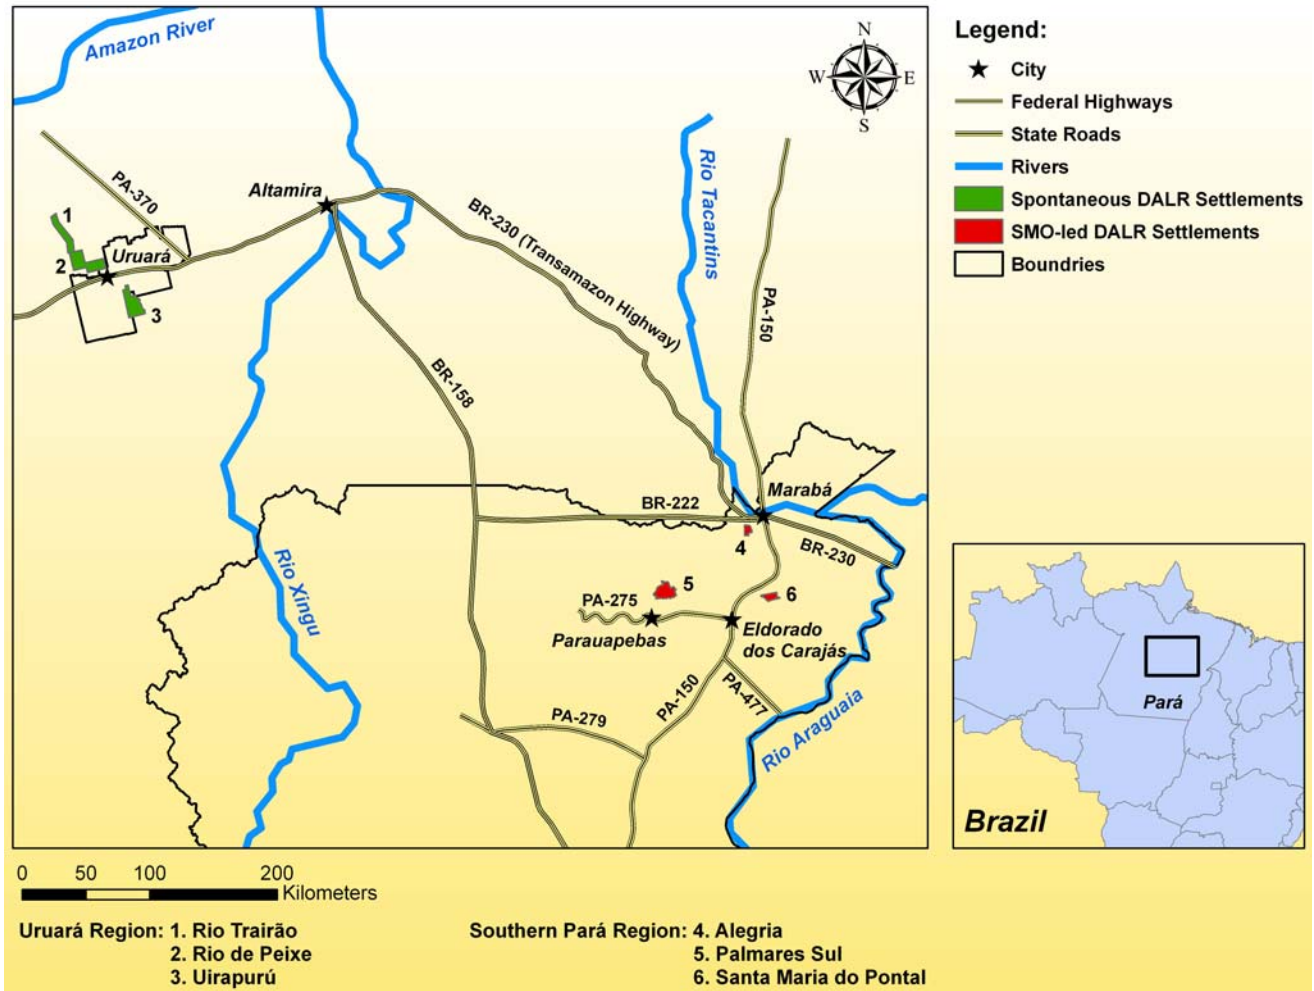 Amazon River
N
W
E
S
Legend:
City
Federal Highways
State Roads
Rivers
Spontaneous DALR Settlements
SMO-led DALR Settlements
Boundries
PA-370
Altamira
1
Uruará
2
3
BR-230 (Transamazon Highway)
Rio Tacantins
PA-150
BR-158
Marabá
BR-222
4
BR-230
Rio Xingu
5
PA-275
6
Parauapebas
Eldorado
dos Carajás
PA-150
PA-477
PA-279
Rio Araguaia
Pará
Brazil
0 50 100 200
Kilometers
Uruará Region: 1. Rio Trairão
2. Rio de Peixe
3. Uirapurú
Southern Pará Region: 4. Alegria
5. Palmares Sul
6. Santa Maria do Pontal